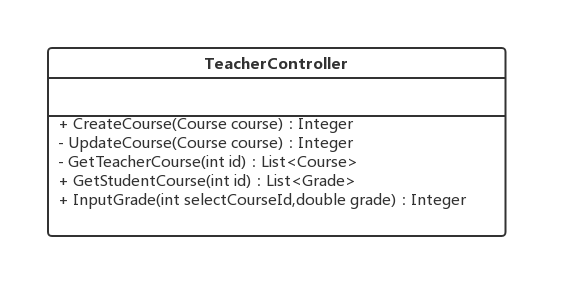 TeacherController
+ CreateCourse(Course course) : Integer
- UpdateCourse(Course course) : Integer
- GetTeacherCourse(int id) : List<Course>
+ GetStudentCourse(int id) : List<Grade>
+ InputGrade(int selectCourseId,double grade) : Integer